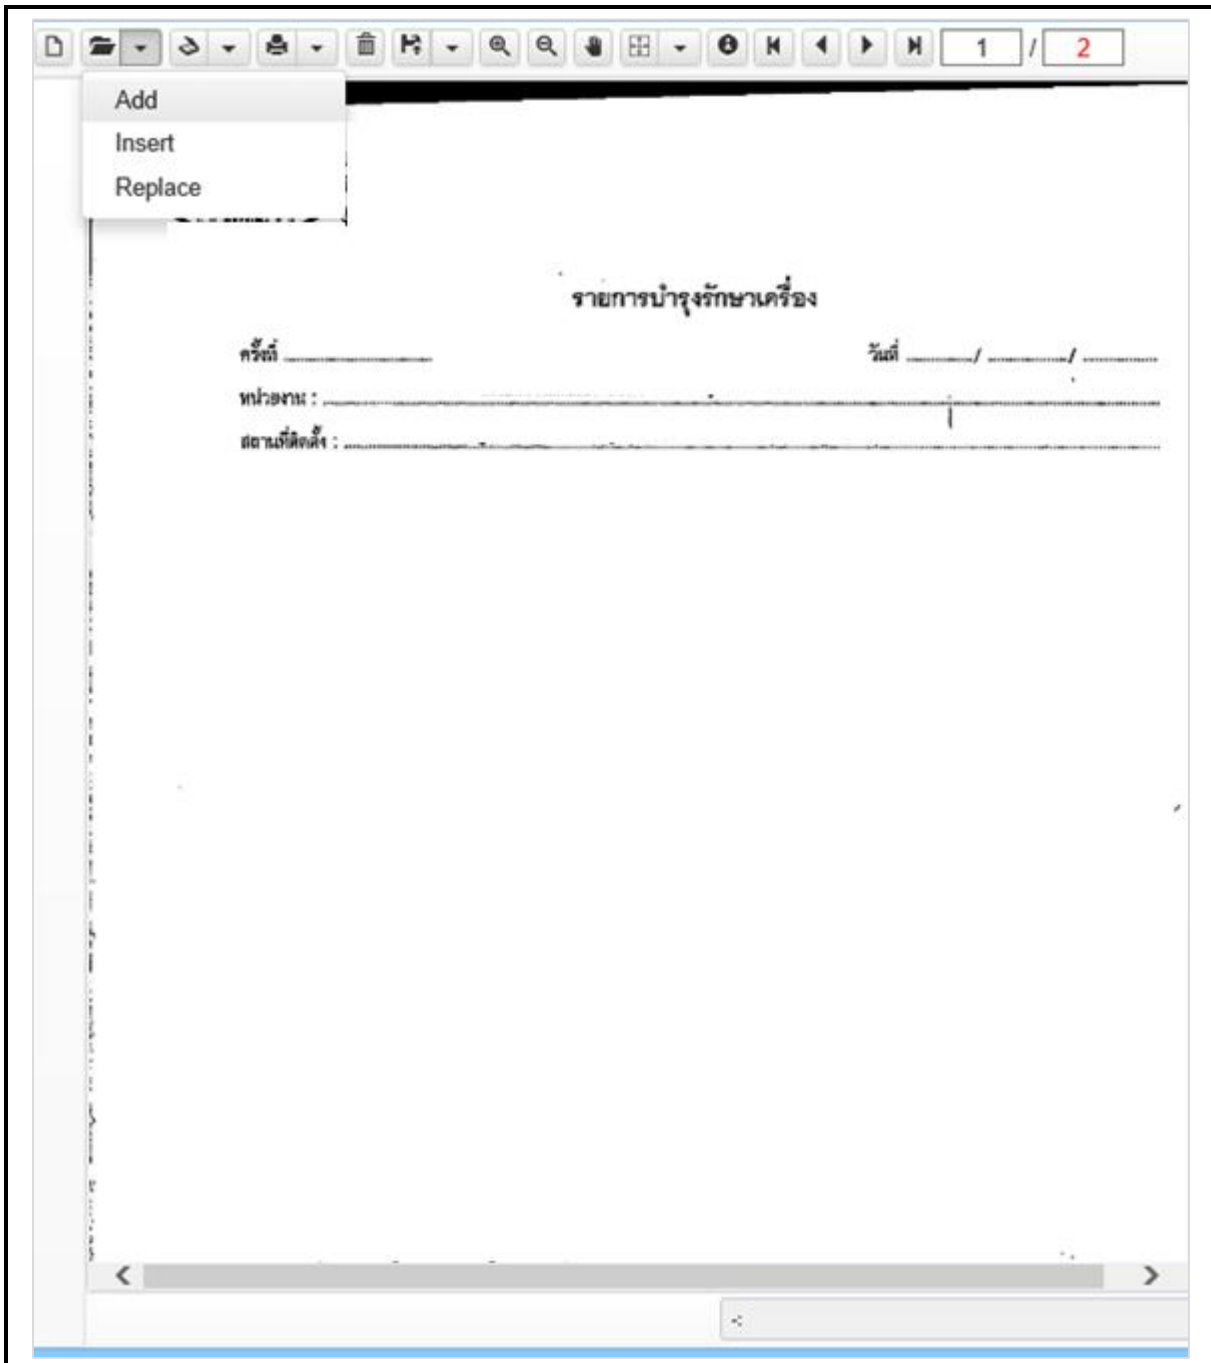 1 / 2
Add
Insert
Replace
รายการบำรุงรักษาเครื่อง
ครั้งที่ ........................ วันที่ ............/ ............../ ..............
หน่วยงาน : ................................................................
สถานที่ติดตั้ง : ................................................................